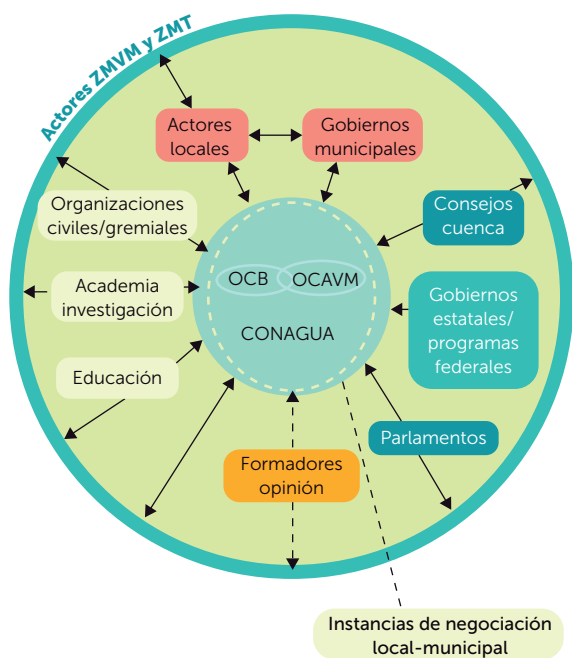 Actores ZMVM y ZMT
Actores
locales
Gobiernos
municipales
Organizaciones
civiles/gremiales
Consejos
cuenca
OCB
OCAVM
CONAGUA
Academia
investigación
Gobiernos
estatales/
programas
federales
Educación
Parlamentos
Formadores
opinión
Instancias de negociación
local-municipal